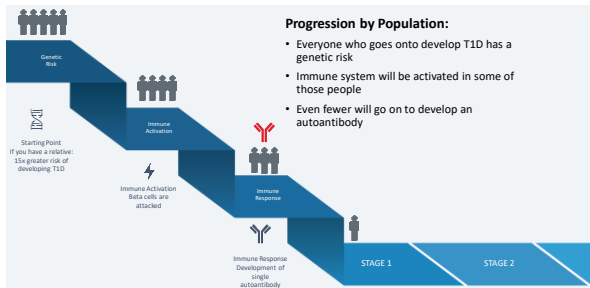 Progression by Population:
• Everyone who goes onto develop T1D has a
genetic risk
• Immune system will be activated in some of
those people
• Even fewer will go on to develop an
autoantibody
Genetic
Risk
Starting Point
If you have a relative:
15x greater risk of
developing T1D
Immune
Activation
Immune Activation
Beta cells are
attacked
Immune
Response
Immune Response
Development of
single
autoantibody
STAGE 1
STAGE 2